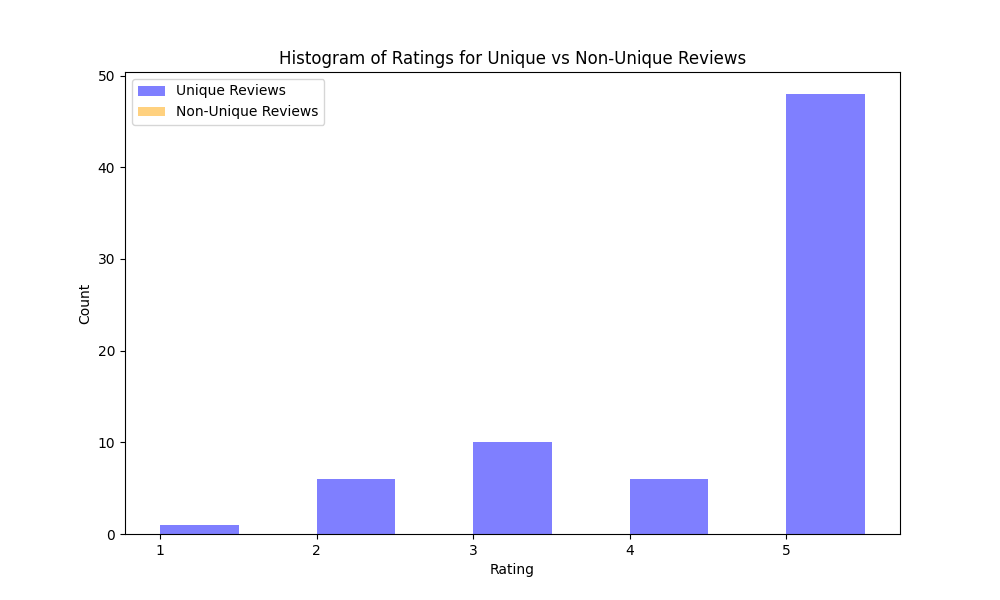 Histogram of Ratings for Unique vs Non-Unique Reviews
Unique Reviews
Non-Unique Reviews
50
40
30
20
10
0
Count
1 2 3 4 5
Rating